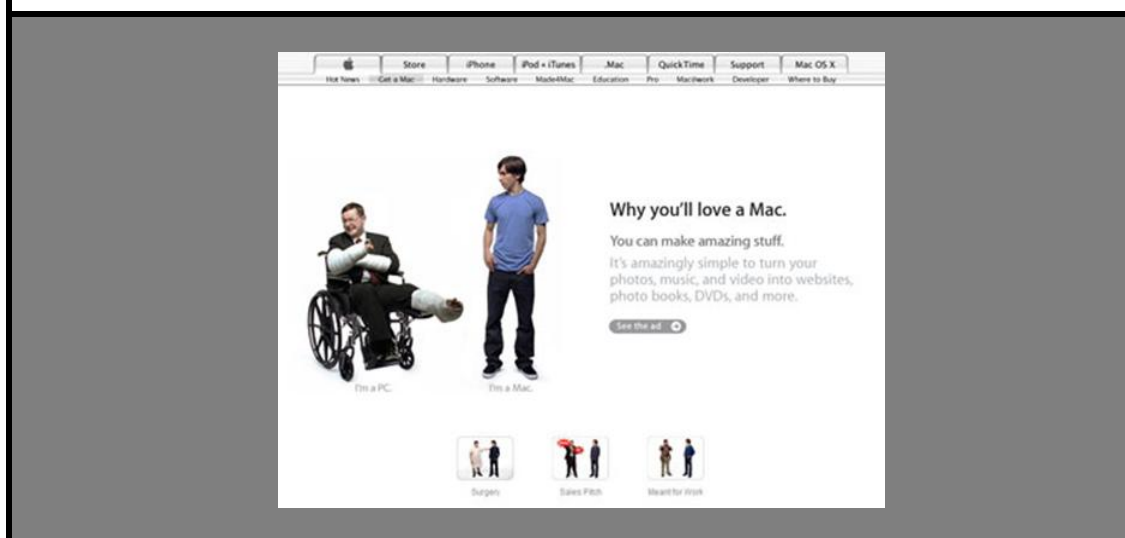 Store iPhone iPod + iTunes .Mac QuickTime Support Mac OS X
Hot News Get a Mac Hardware Software Made4Mac Education Pro Mac@Work Developer Where to Buy
Why you'll love a Mac.
You can make amazing stuff.
It's amazingly simple to turn your
photos, music, and video into websites,
photo books, DVDs, and more.
See the ad
I'm a PC. I'm a Mac.
Surgery Sales Pitch Meant for Work